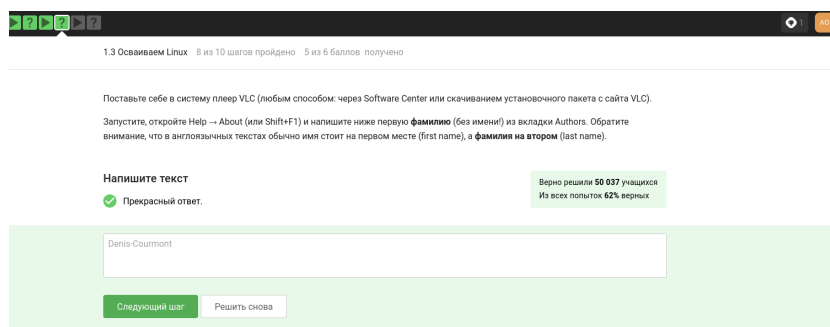 ? ? ?
1
АО
1.3 Осваиваем Linux 8 из 10 шагов пройдено 5 из 6 баллов получено
Поставьте себе в систему плеер VLC (любым способом: через Software Center или скачиванием установочного пакета с сайта VLC).
Запустите, откройте Help → About (или Shift+F1) и напишите ниже первую фамилию (без имени!) из вкладки Authors. Обратите
внимание, что в англоязычных текстах обычно имя стоит на первом месте (first name), а фамилия на втором (last name).
Напишите текст
Прекрасный ответ.
Верно решили 50 037 учащихся
Из всех попыток 62% верных
Denis-Courmont
Следующий шаг Решить снова